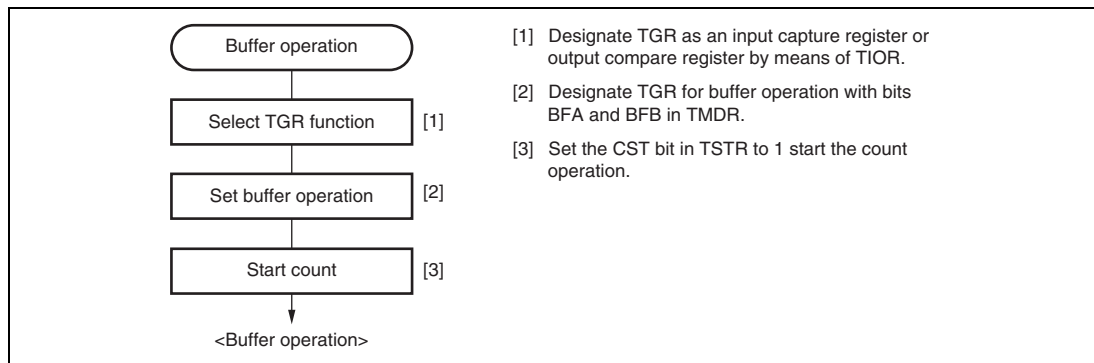 Buffer operation
Select TGR function
[1]
Set buffer operation
[2]
Start count
[3]
<Buffer operation>
[1] Designate TGR as an input capture register or
output compare register by means of TIOR.
[2] Designate TGR for buffer operation with bits
BFA and BFB in TMDR.
[3] Set the CST bit in TSTR to 1 start the count
operation.